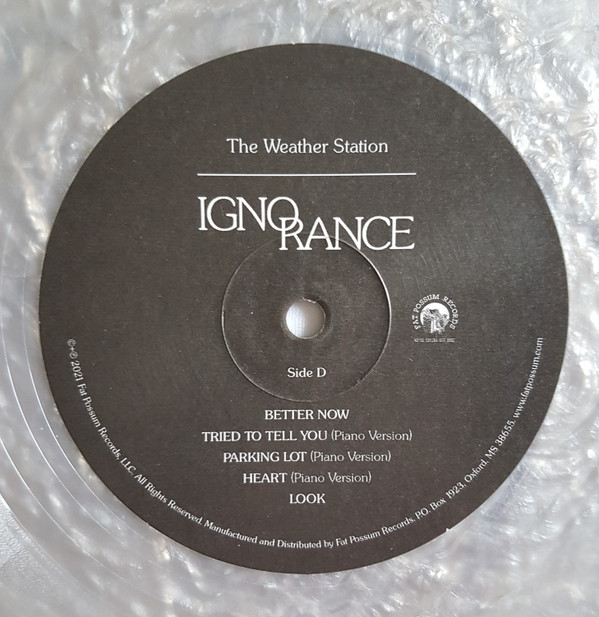 The Weather Station
IGNORANCE
FAT POSSUM RECORDS
Side D
BETTER NOW
TRIED TO TELL YOU (Piano Version)
PARKING LOT (Piano Version)
HEART (Piano Version)
LOOK
©+℗ 2021 Fat Possum Records, LLC. All Rights Reserved. Manufactured and Distributed by Fat Possum Records, P.O. Box 1923, Oxford, MS 38655, www.fatpossum.com